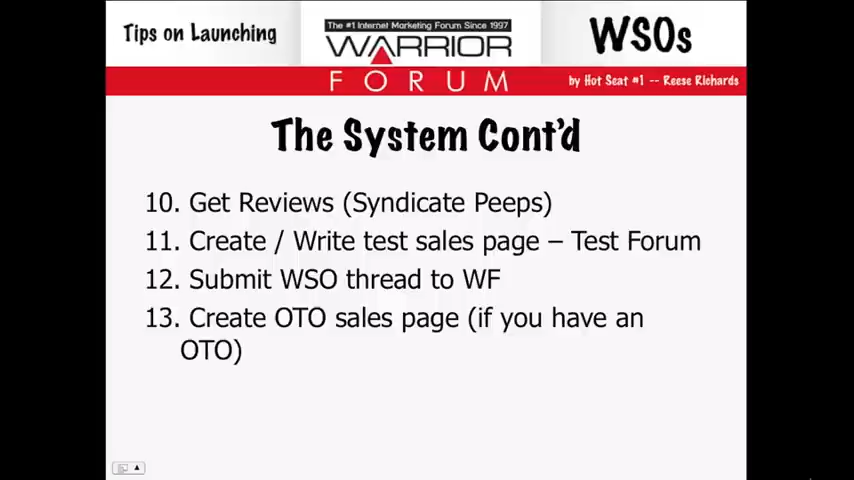 Tips on Launching
The #1 Internet Marketing Forum Since 1997
WARRIOR
FORUM
WSOs
by Hot Seat #1 -- Reese Richards
The System Cont'd
10. Get Reviews (Syndicate Peeps)
11. Create / Write test sales page – Test Forum
12. Submit WSO thread to WF
13. Create OTO sales page (if you have an
OTO)